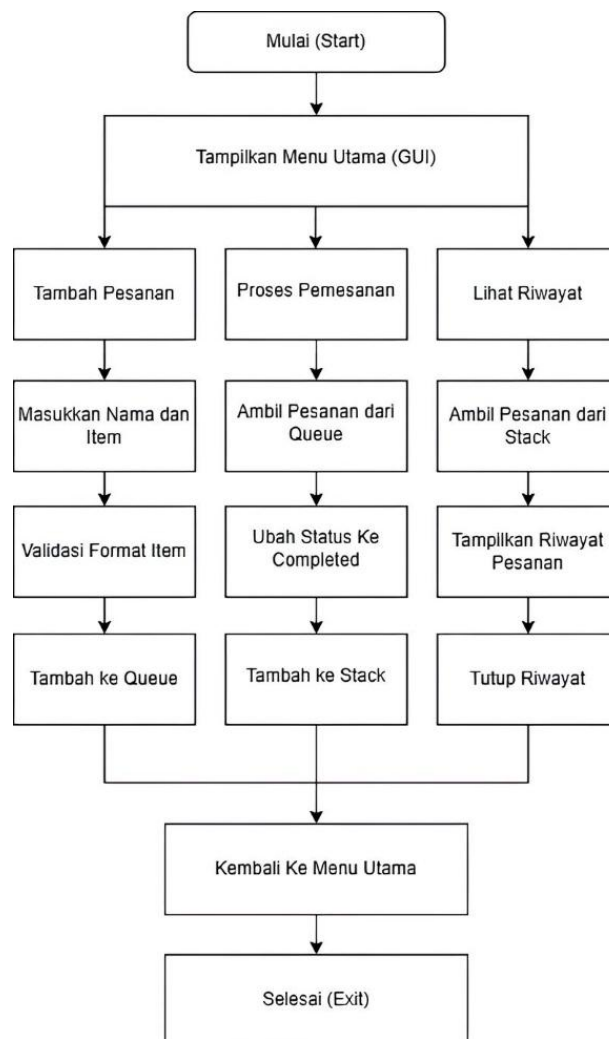 Mulai (Start)
Tampilkan Menu Utama (GUI)
Tambah Pesanan
Proses Pemesanan
Lihat Riwayat
Masukkan Nama dan
Item
Ambil Pesanan dari
Queue
Ambil Pesanan dari
Stack
Validasi Format Item
Ubah Status Ke
Completed
Tampilkan Riwayat
Pesanan
Tambah ke Queue
Tambah ke Stack
Tutup Riwayat
Kembali Ke Menu Utama
Selesai (Exit)